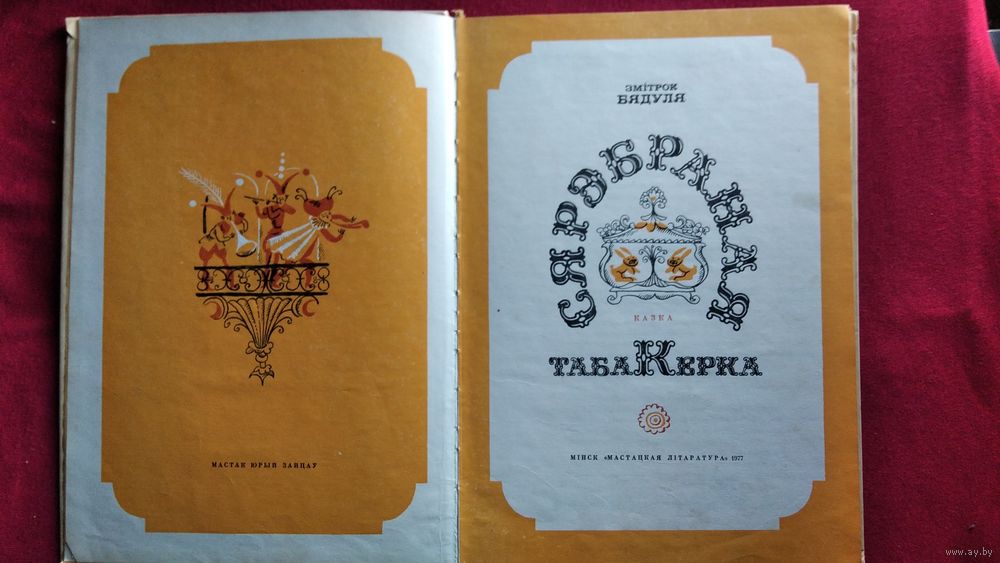 МАСТАК ЮРЫЙ ЗАЙЦАЎ
ЗМІТРОК
БЯДУЛЯ
СЯРЭБРАНАЯ
КАЗКА
ТАБАКЕРКА
МІНСК «МАСТАЦКАЯ ЛІТАРАТУРА» 1977
www.ay.by